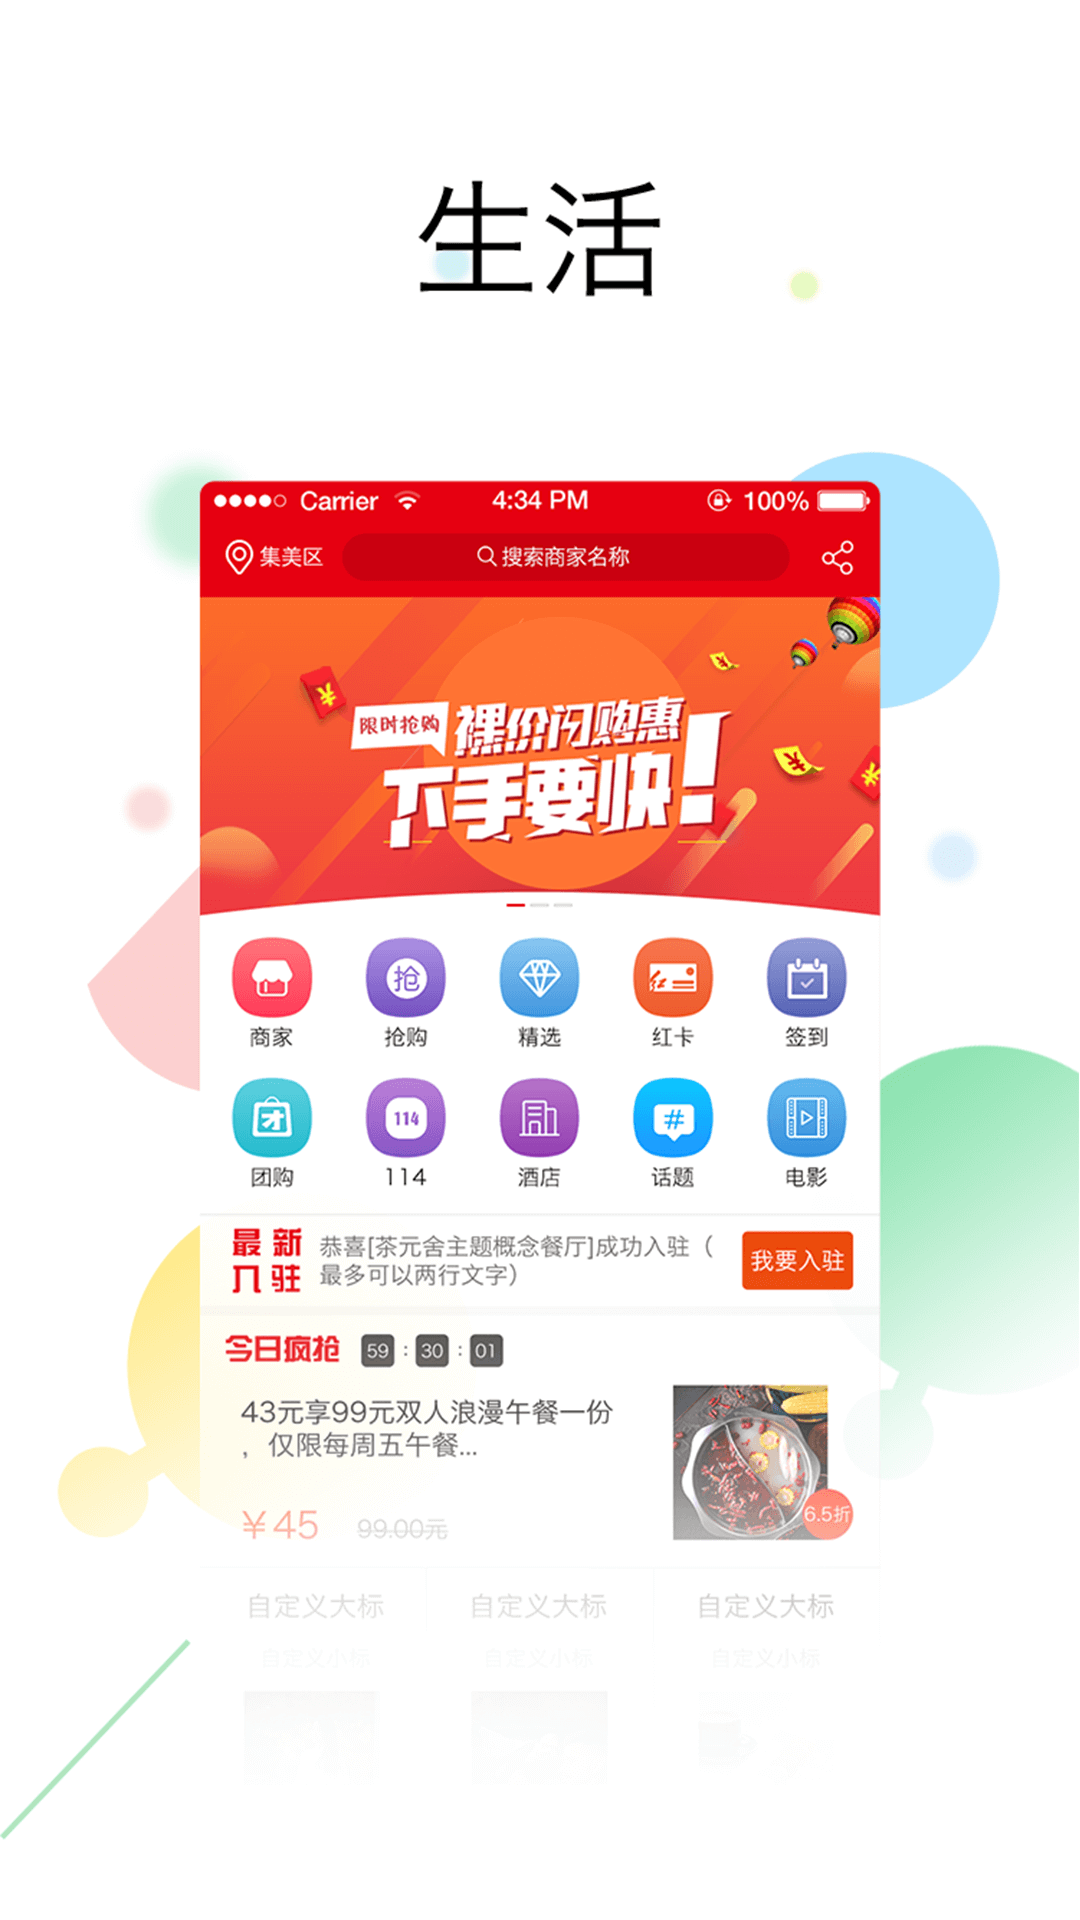 生活
Carrier 4:34 PM 100%
集美区 搜索商家名称
限时抢购 裸价闪购惠
下手要快!
商家 抢购 精选 红卡 签到
团购 114 酒店 话题 电影
最新 恭喜[茶元舍主题概念餐厅]成功入驻（ 我要入驻
入驻 最多可以两行文字）
今日疯抢 59 : 30 : 01
43元享99元双人浪漫午餐一份
，仅限每周五午餐...
¥45 99.00元 6.5折
自定义大标 自定义大标 自定义大标
自定义小标 自定义小标 自定义小标